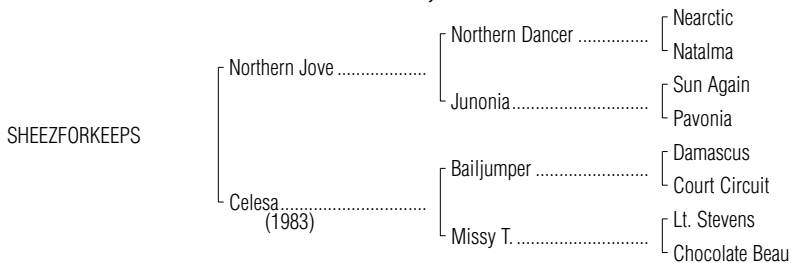 Nearctic
Northern Dancer ...............
Natalma
Northern Jove ...................
Sun Again
Junonia.............................
Pavonia
SHEEZFORKEEPS
Damascus
Bailjumper ........................
Court Circuit
Celesa................................
(1983)
Lt. Stevens
Missy T. ............................
Chocolate Beau